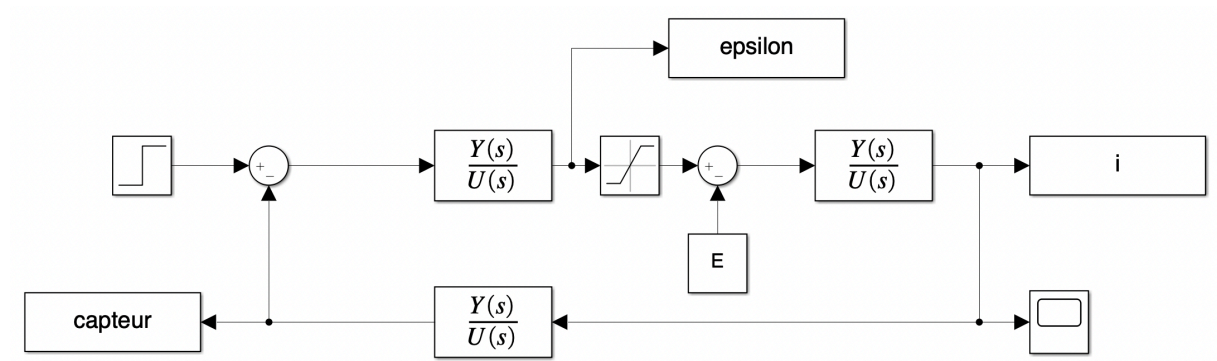 epsilon
+
−
Y(s)
U(s)
+
−
Y(s)
U(s)
i
E
capteur
Y(s)
U(s)